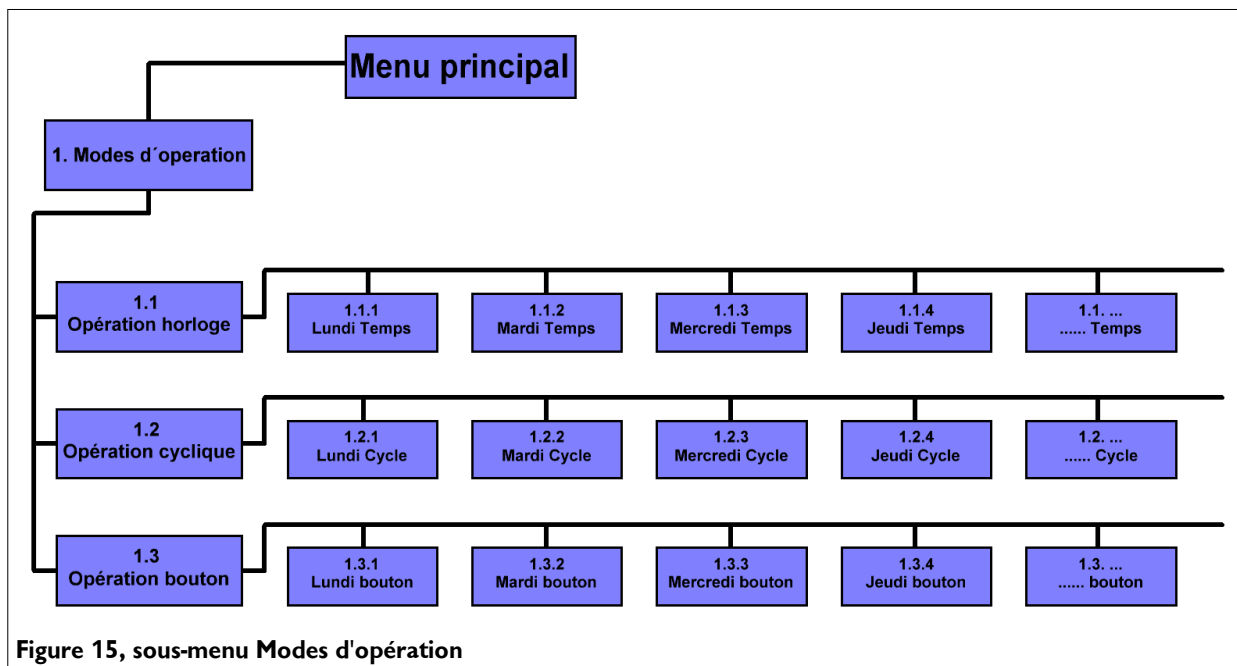 Menu principal
1. Modes d´operation
1.1
Opération horloge
1.1.1
Lundi Temps
1.1.2
Mardi Temps
1.1.3
Mercredi Temps
1.1.4
Jeudi Temps
1.1. ...
...... Temps
1.2
Opération cyclique
1.2.1
Lundi Cycle
1.2.2
Mardi Cycle
1.2.3
Mercredi Cycle
1.2.4
Jeudi Cycle
1.2. ...
...... Cycle
1.3
Opération bouton
1.3.1
Lundi bouton
1.3.2
Mardi bouton
1.3.3
Mercredi bouton
1.3.4
Jeudi bouton
1.3. ...
...... bouton
Figure 15, sous-menu Modes d'opération